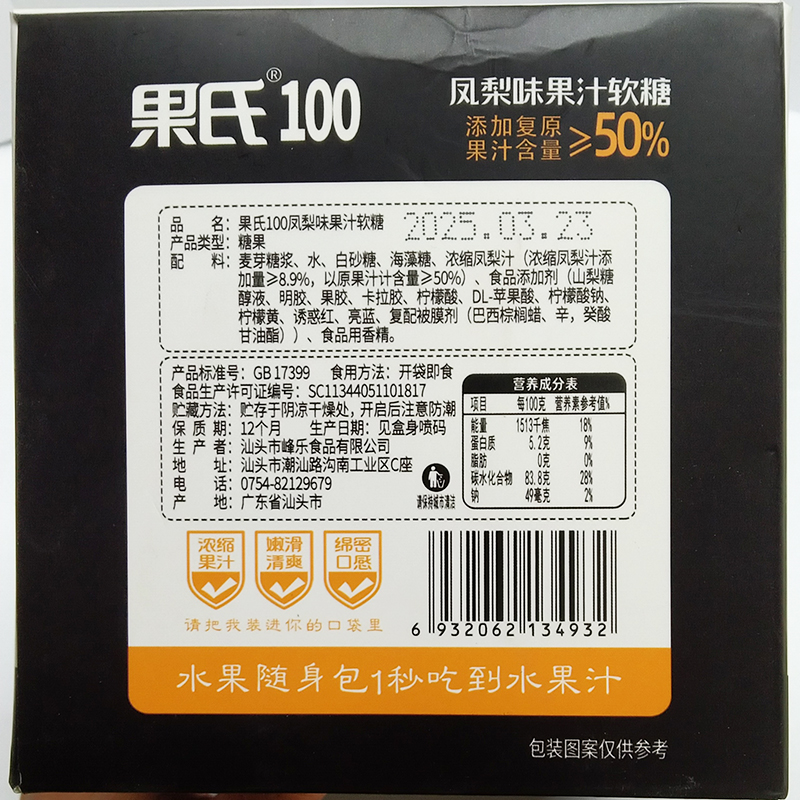 果氏®100
凤梨味果汁软糖
添加复原
果汁含量
≥50%
2025.03.23
品 名：果氏100凤梨味果汁软糖
产品类型：糖果
配 料：麦芽糖浆、水、白砂糖、海藻糖、浓缩凤梨汁（浓缩凤梨汁添
加量≥8.9%，以原果汁计含量≥50%）、食品添加剂（山梨糖
醇液、明胶、果胶、卡拉胶、柠檬酸、DL-苹果酸、柠檬酸钠、
柠檬黄、诱惑红、亮蓝、复配被膜剂（巴西棕榈蜡、辛，癸酸
甘油酯））、食品用香精。
产品标准号：GB 17399 食用方法：开袋即食
食品生产许可证编号：SC11344051101817
贮藏方法：贮存于阴凉干燥处，开启后注意防潮
保 质 期：12个月 生产日期：见盒身喷码
生 产 者：汕头市峰乐食品有限公司
地 址：汕头市潮汕路沟南工业区C座
电 话：0754-82129679
产 地：广东省汕头市
请保持城市清洁
营养成分表
项目 每100克 营养素参考值%
能量 1513千焦 18%
蛋白质 5.2克 9%
脂肪 0克 0%
碳水化合物 83.8克 28%
钠 49毫克 2%
浓缩
果汁
嫩滑
清爽
绵密
口感
请把我装进你的口袋里
6 932062 134932
水果随身包1秒吃到水果汁
包装图案仅供参考